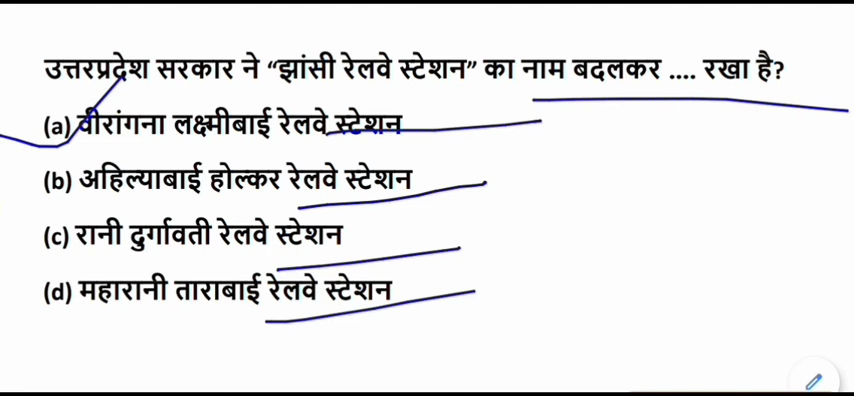 उत्तरप्रदेश सरकार ने “झांसी रेलवे स्टेशन” का नाम बदलकर .... रखा है?
(a) वीरांगना लक्ष्मीबाई रेलवे स्टेशन
(b) अहिल्याबाई होल्कर रेलवे स्टेशन
(c) रानी दुर्गावती रेलवे स्टेशन
(d) महारानी ताराबाई रेलवे स्टेशन